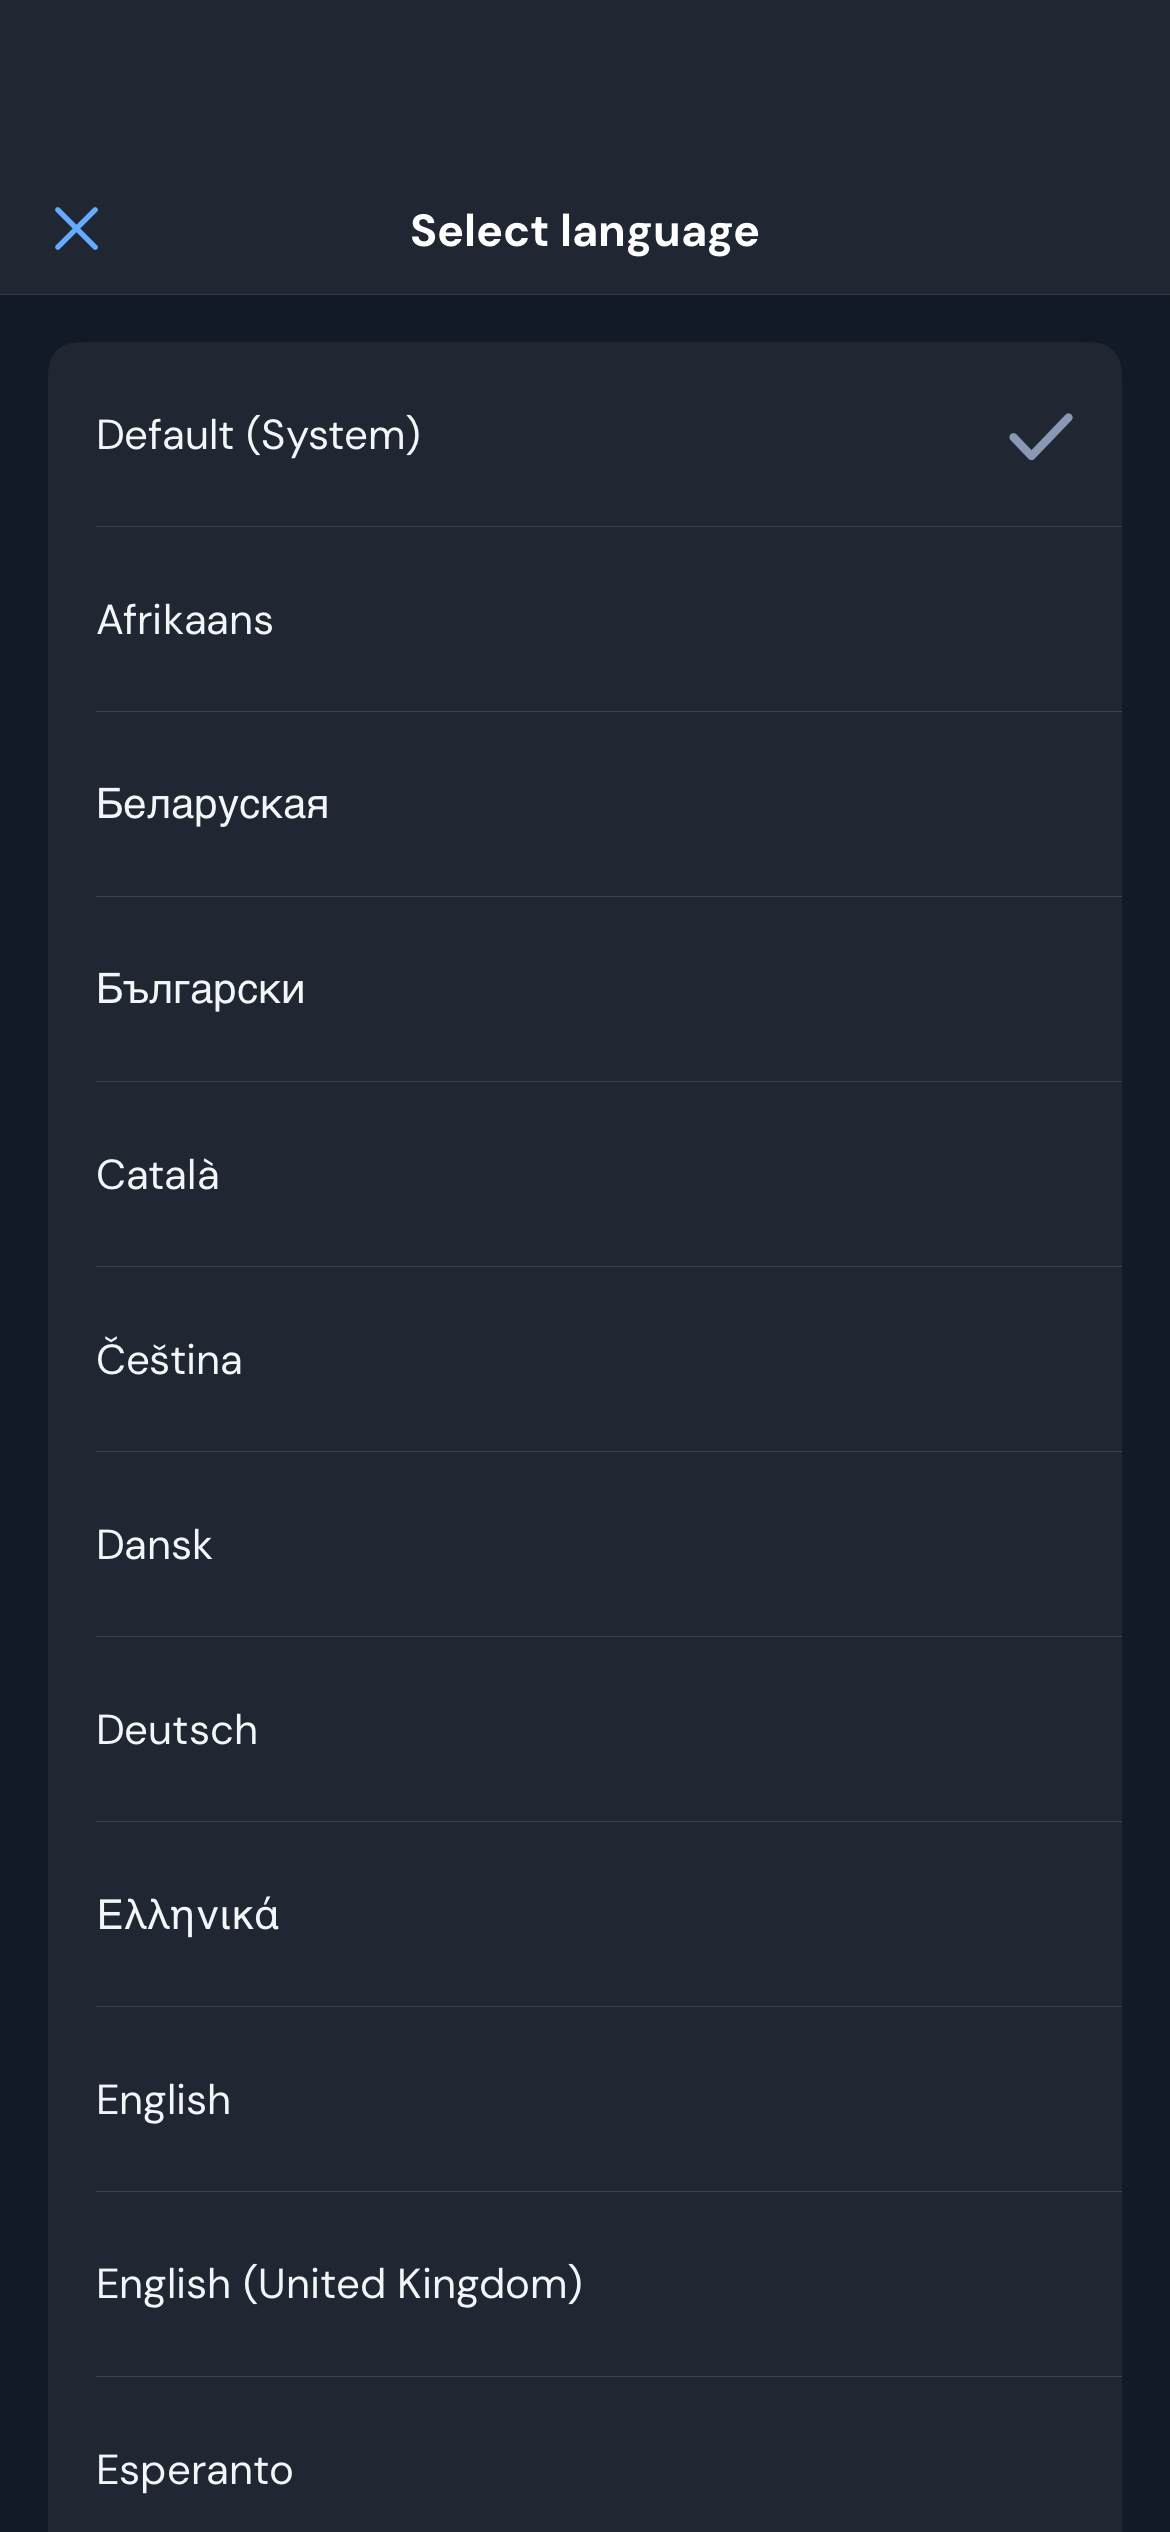 Select language
Default (System)
Afrikaans
Беларуская
Български
Català
Čeština
Dansk
Deutsch
Ελληνικά
English
English (United Kingdom)
Esperanto